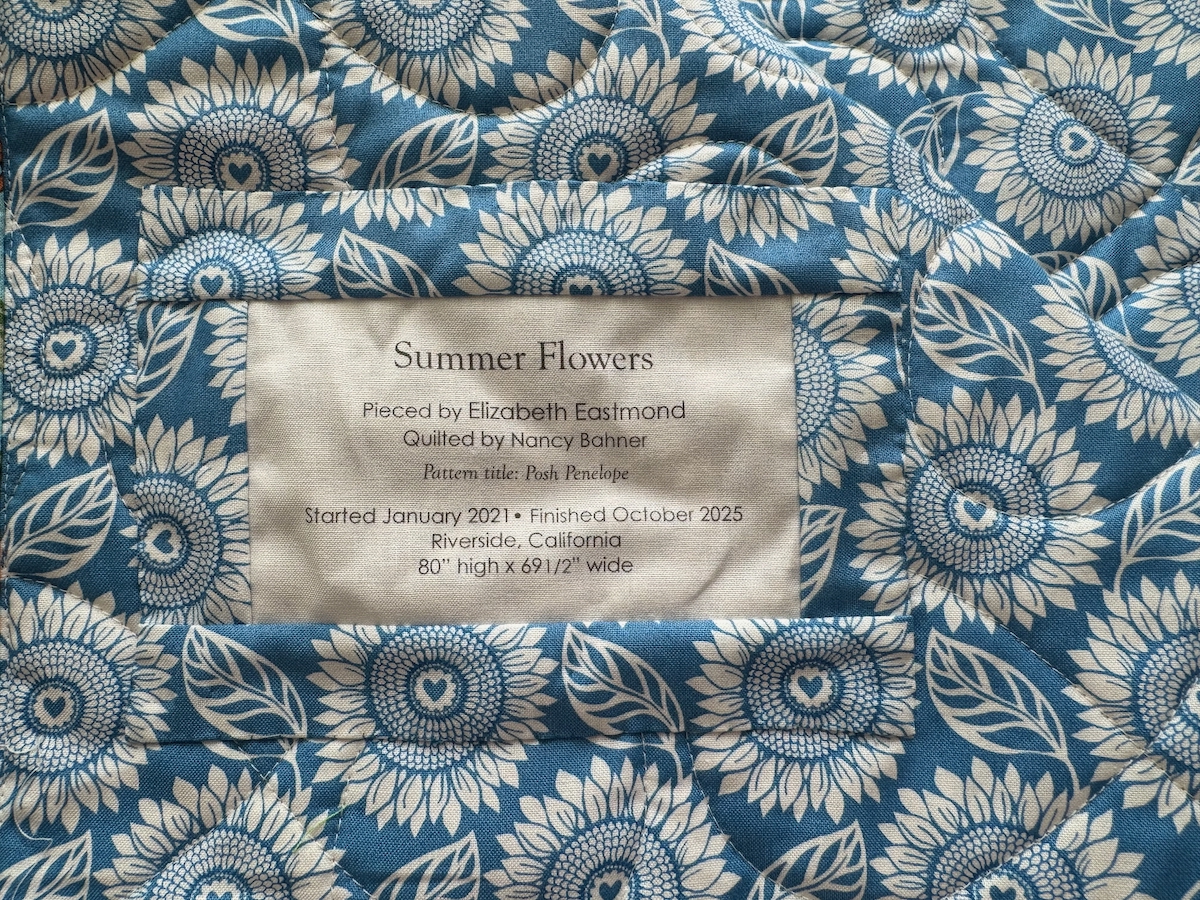 Summer Flowers
Pieced by Elizabeth Eastmond
Quilted by Nancy Bahner
Pattern title: Posh Penelope
Started January 2021 • Finished October 2025
Riverside, California
80” high x 691/2” wide